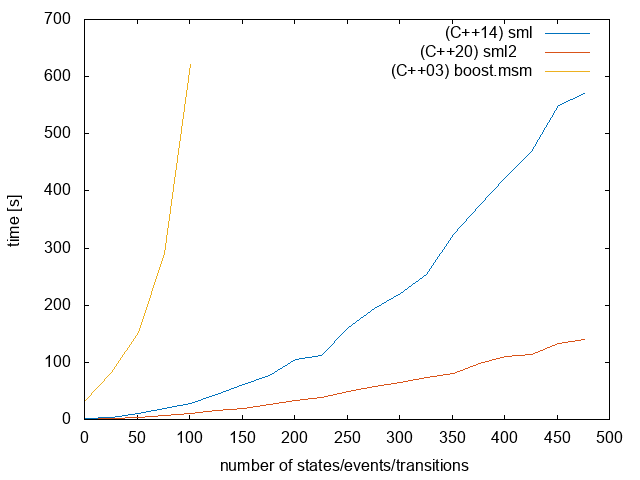 700
600
500
400
300
200
100
0
time [s]
(C++14) sml
(C++20) sml2
(C++03) boost.msm
0 50 100 150 200 250 300 350 400 450 500
number of states/events/transitions